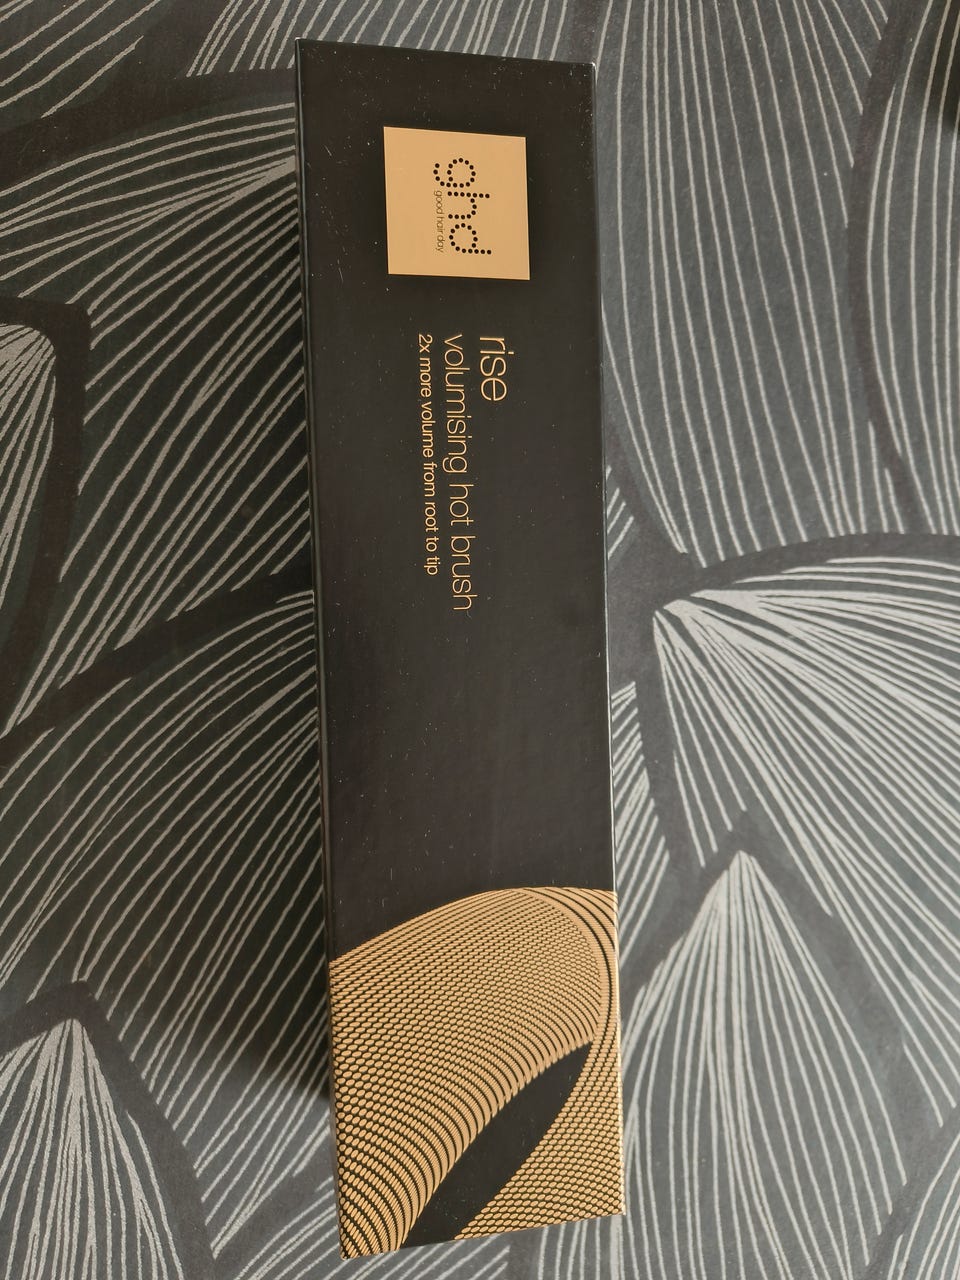 ghd
good hair day
rise
volumising hot brush
2x more volume from root to tip